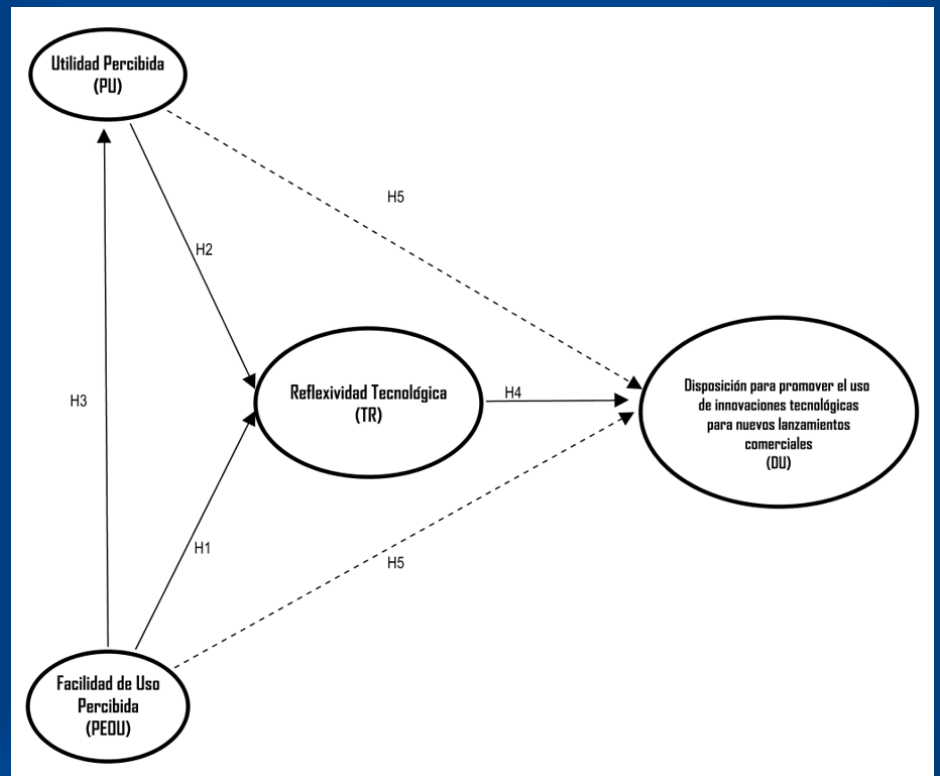 Utilidad Percibida
(PU)
H5
H2
Reflexividad Tecnológica
(TR)
H4
Disposición para promover el uso
de innovaciones tecnológicas
para nuevos lanzamientos
comerciales
(DU)
H3
H1
H5
Facilidad de Uso
Percibida
(PEOU)